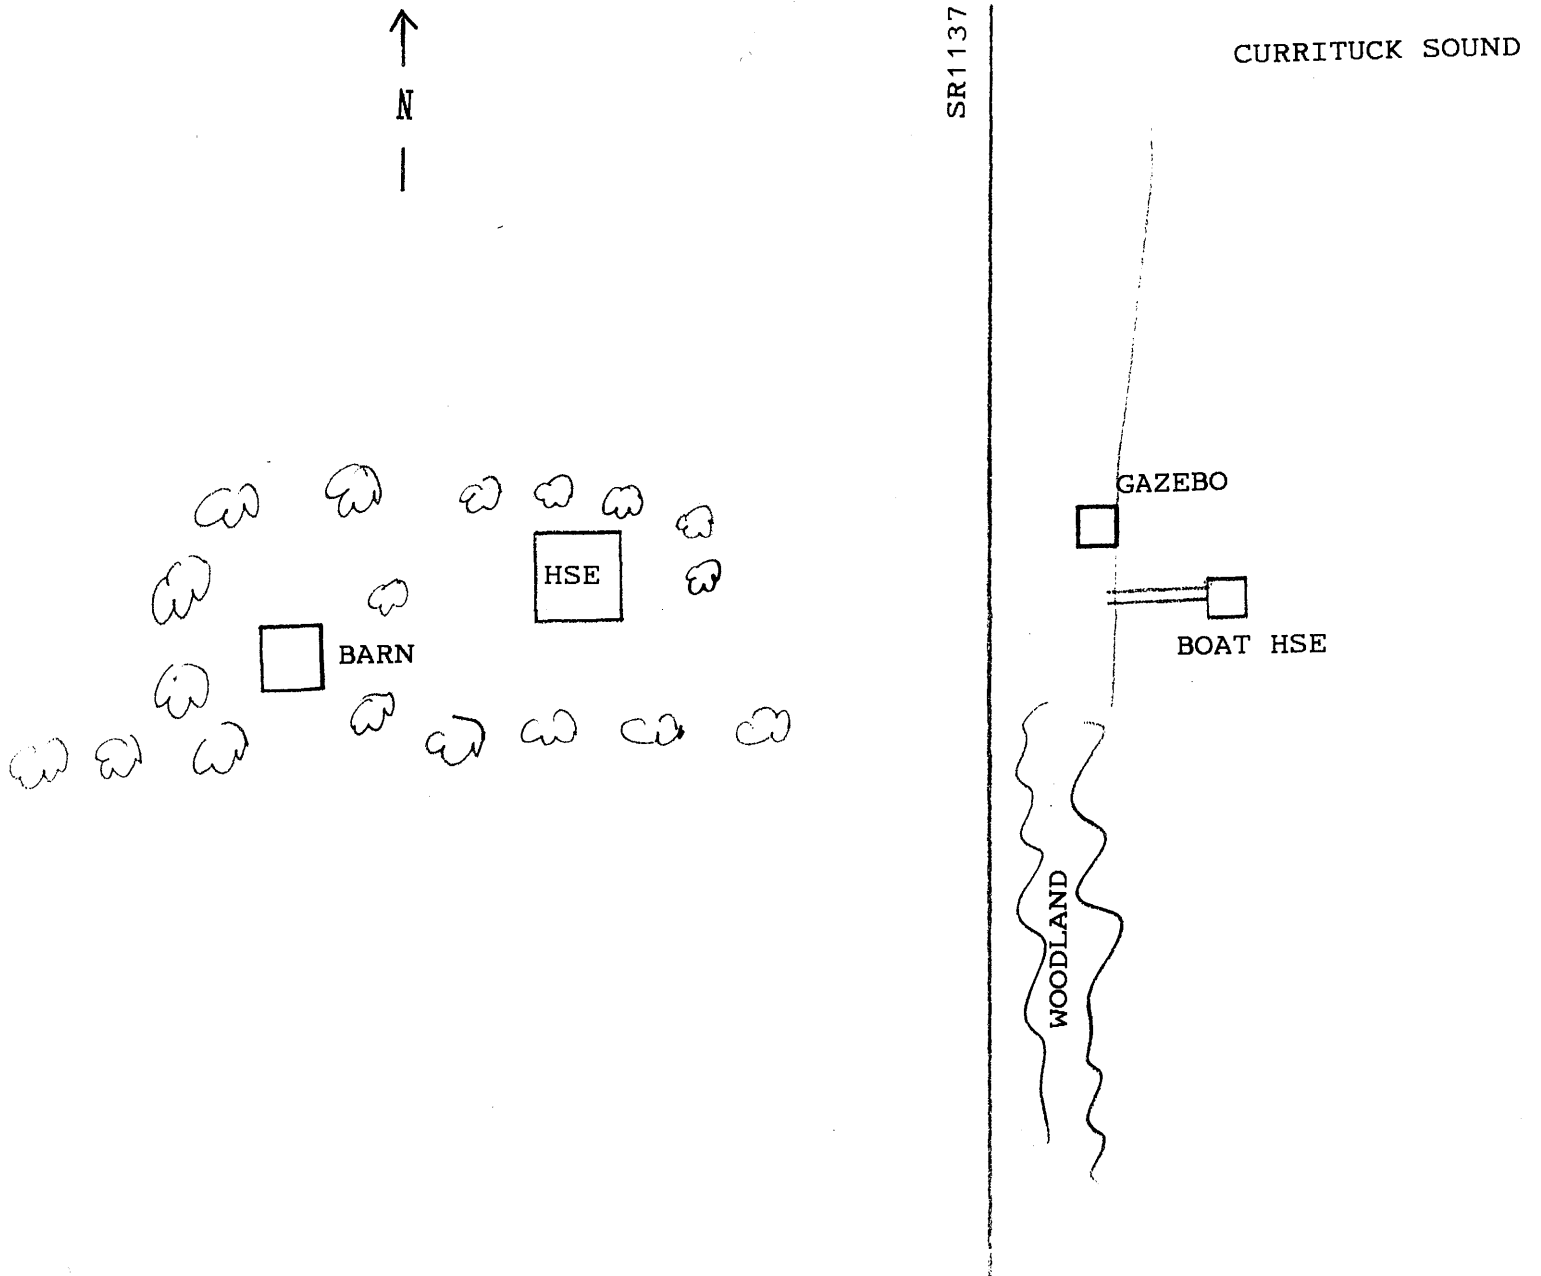 N
SR1137
CURRITUCK SOUND
GAZEBO
HSE
BARN
BOAT HSE
WOODLAND